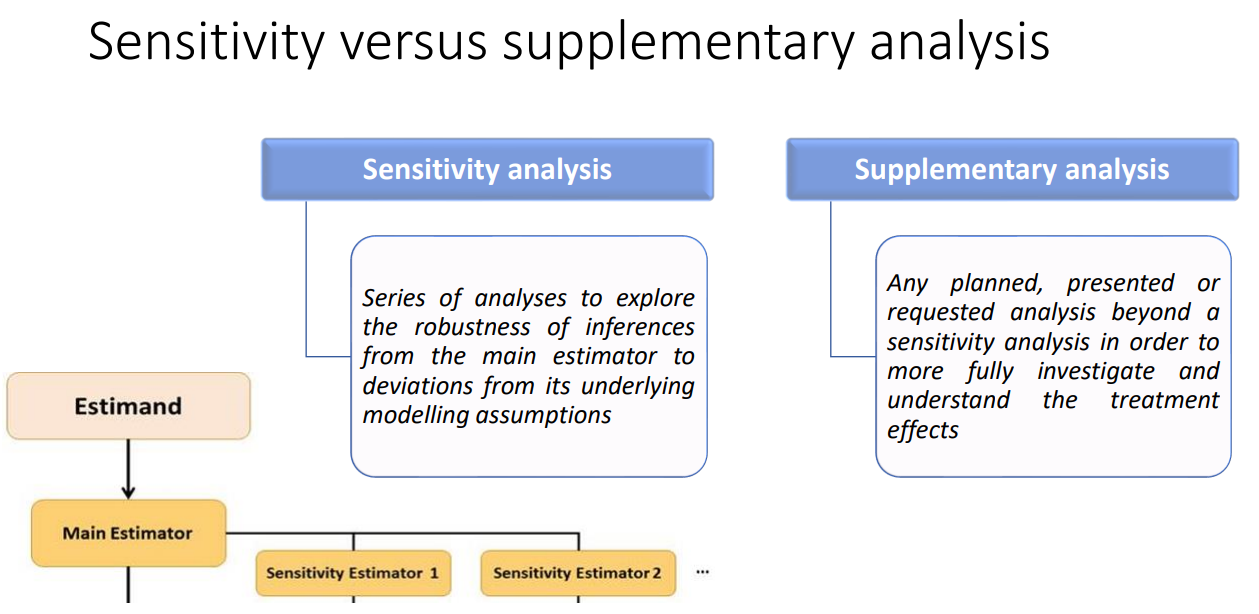 Sensitivity versus supplementary analysis
Sensitivity analysis
Series of analyses to explore
the robustness of inferences
from the main estimator to
deviations from its underlying
modelling assumptions
Supplementary analysis
Any planned, presented or
requested analysis beyond a
sensitivity analysis in order to
more fully investigate and
understand the treatment
effects
Estimand
Main Estimator
Sensitivity Estimator 1
Sensitivity Estimator 2
...